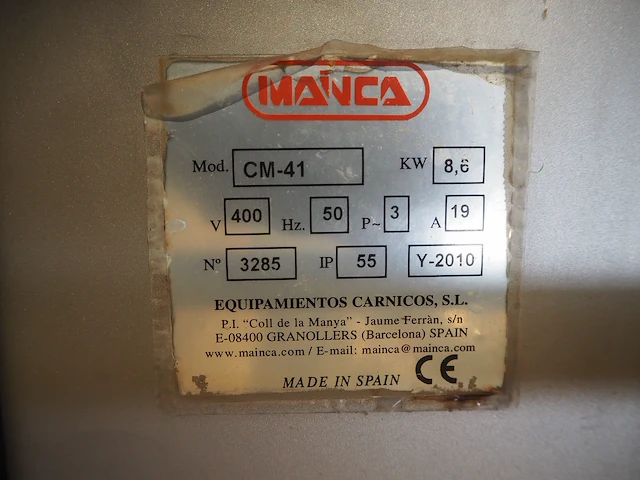 MAINCA
Mod. CM-41 KW 8,6
V 400 Hz. 50 P~ 3 A 19
Nº 3285 IP 55 Y-2010
EQUIPAMIENTOS CARNICOS, S.L.
P.I. "Coll de la Manya" - Jaume Ferràn, s/n
E-08400 GRANOLLERS (Barcelona) SPAIN
www.mainca.com / E-mail: mainca@mainca.com
MADE IN SPAIN CE